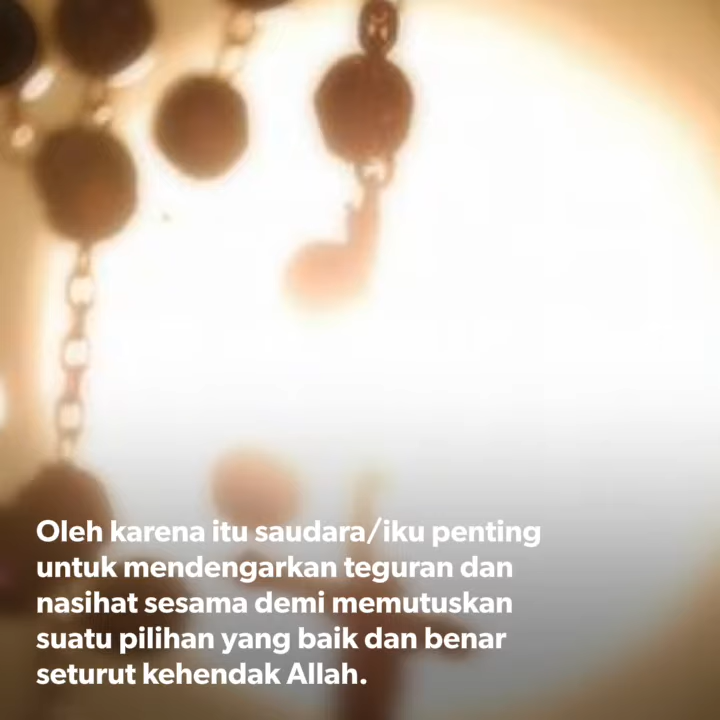 Oleh karena itu saudara/iku penting
untuk mendengarkan teguran dan
nasihat sesama demi memutuskan
suatu pilihan yang baik dan benar
seturut kehendak Allah.